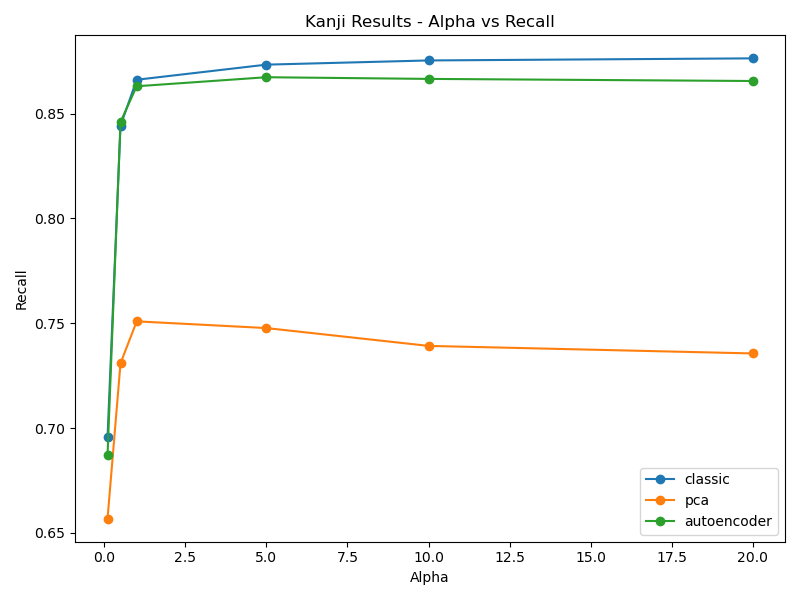 Kanji Results - Alpha vs Recall
Recall
0.85
0.80
0.75
0.70
0.65
0.0 2.5 5.0 7.5 10.0 12.5 15.0 17.5 20.0
Alpha
classic
pca
autoencoder